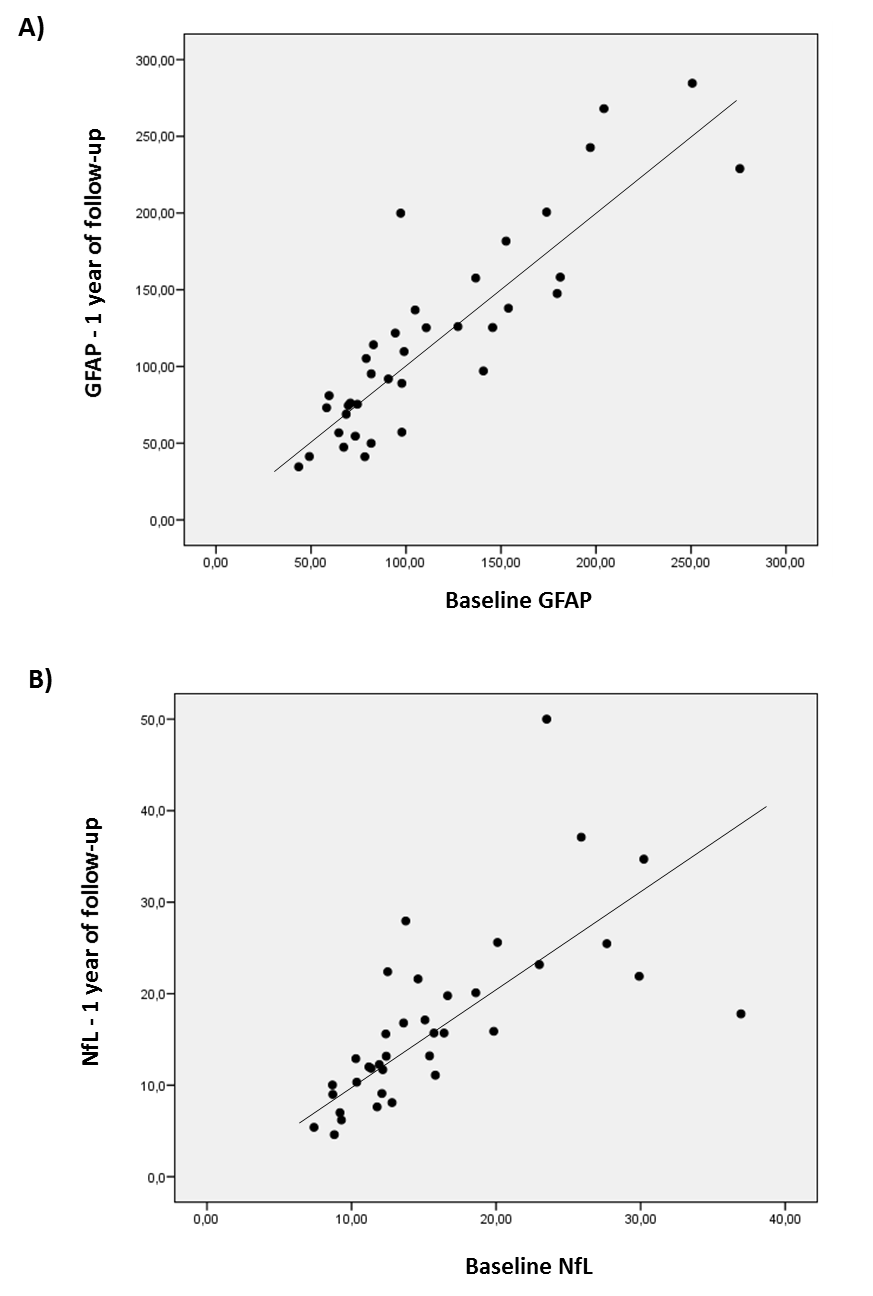 A)
GFAP - 1 year of follow-up
300,00
250,00
200,00
150,00
100,00
50,00
0,00
0,00 50,00 100,00 150,00 200,00 250,00 300,00
Baseline GFAP
B)
NfL - 1 year of follow-up
50,0
40,0
30,0
20,0
10,0
0,0
0,00 10,00 20,00 30,00 40,00
Baseline NfL